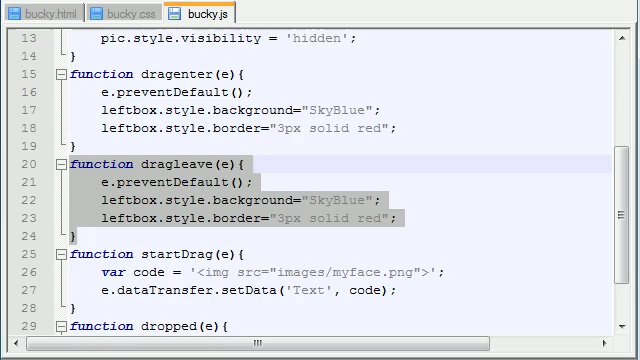 bucky.html bucky.css bucky.js
13 pic.style.visibility = 'hidden';
14 }
15 function dragenter(e){
16 e.preventDefault();
17 leftbox.style.background="SkyBlue";
18 leftbox.style.border="3px solid red";
19 }
20 function dragleave(e){
21 e.preventDefault();
22 leftbox.style.background="SkyBlue";
23 leftbox.style.border="3px solid red";
24 }
25 function startDrag(e){
26 var code = '<img src="images/myface.png">';
27 e.dataTransfer.setData('Text', code);
28 }
29 function dropped(e){